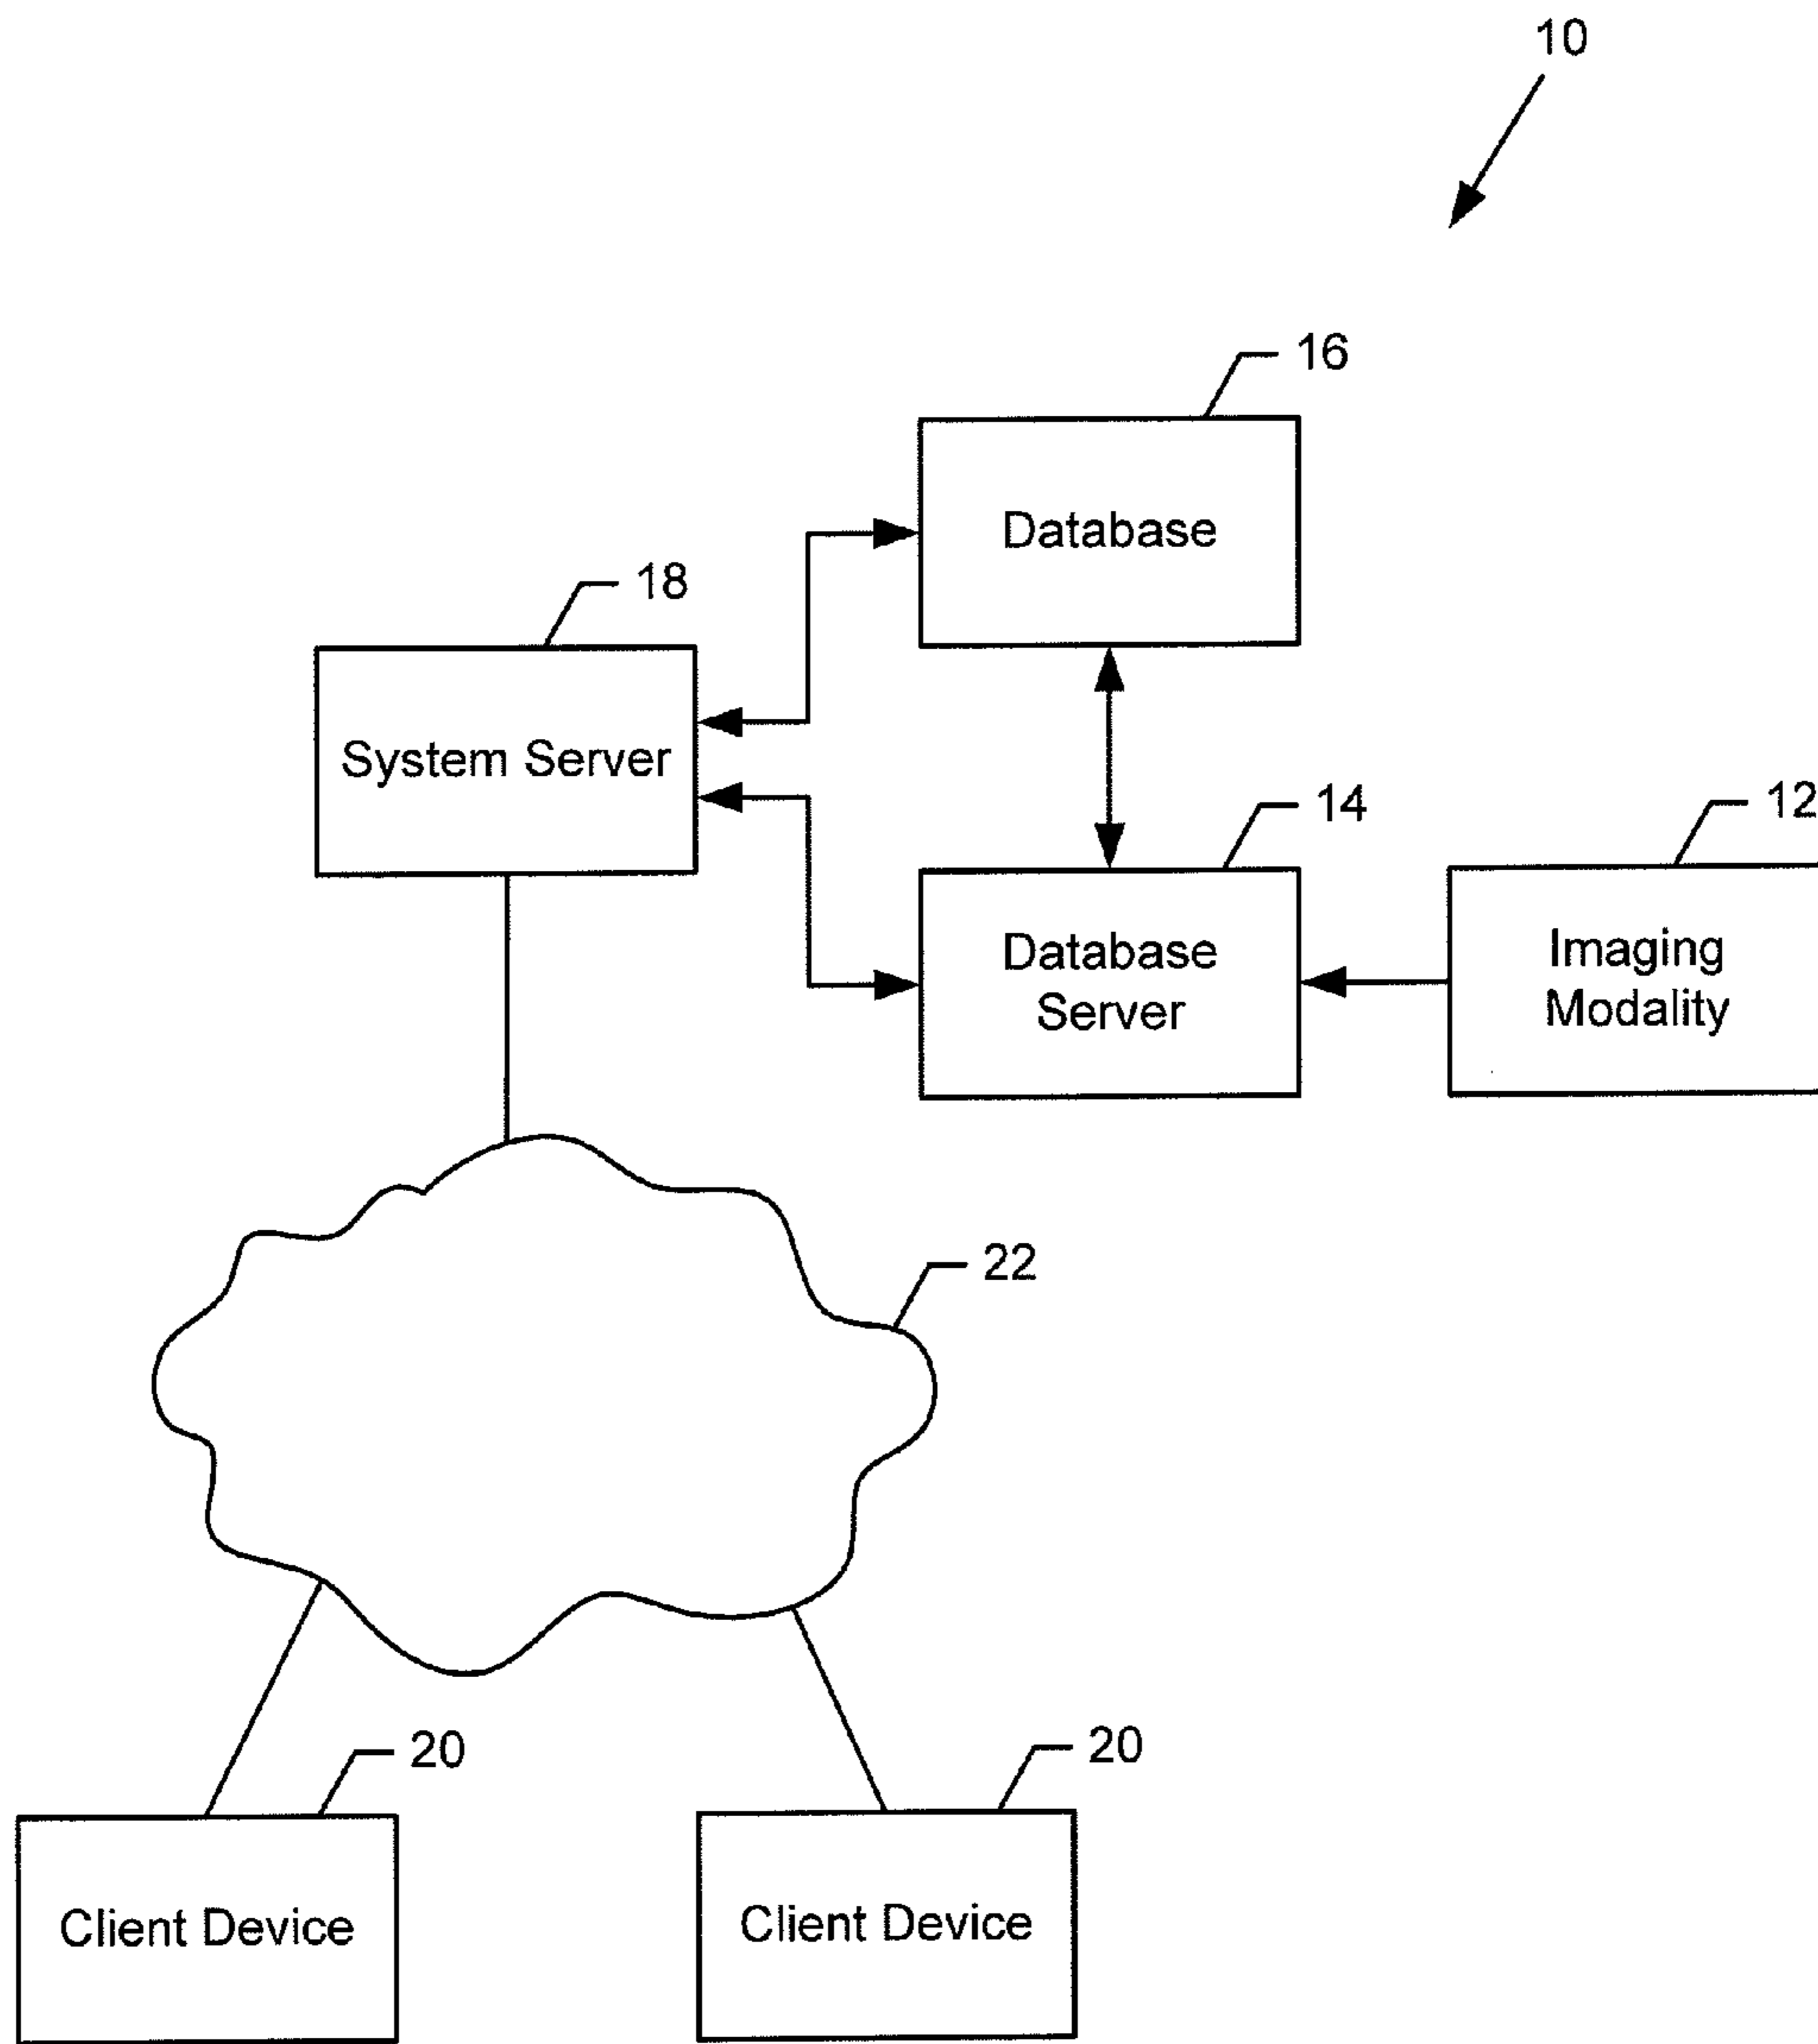 10
16
Database
18
System Server
14
12
Database
Server
Imaging
Modality
22
20
20
Client Device
Client Device